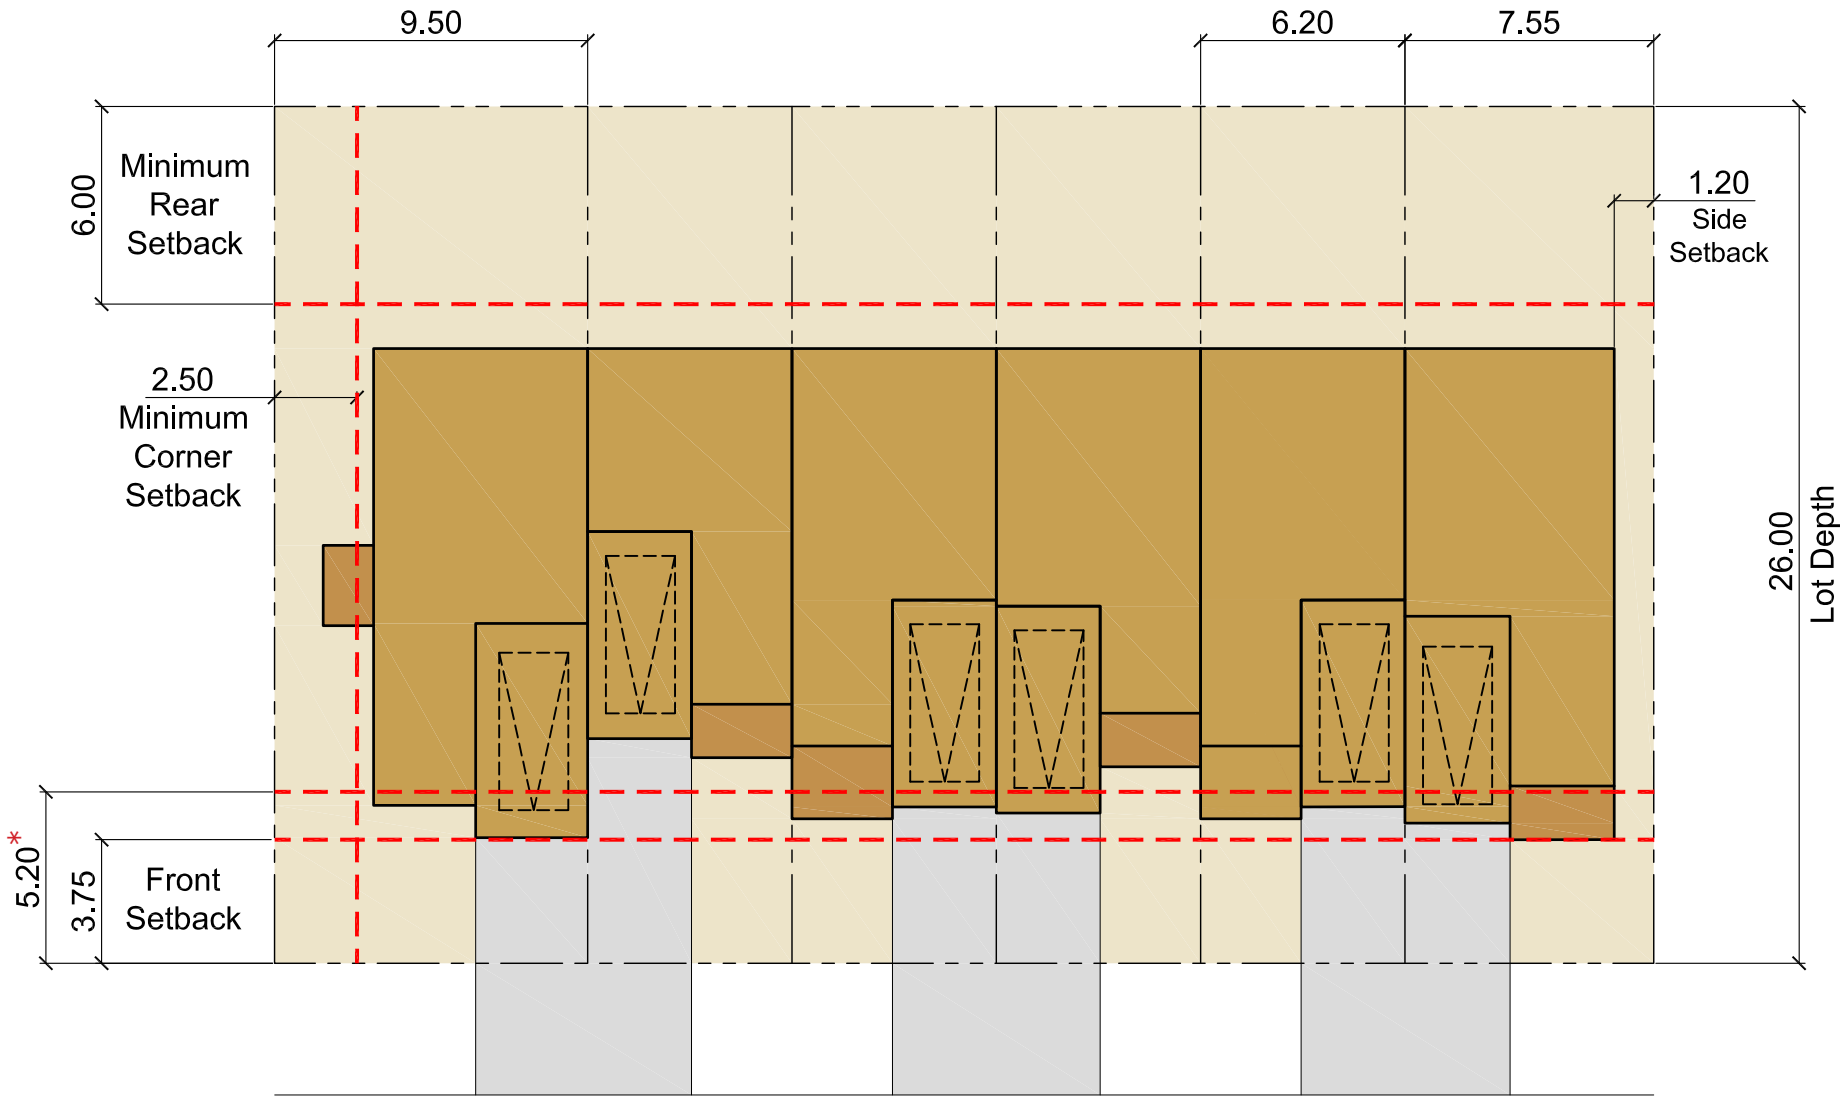 9.50
6.20
7.55
6.00
Minimum
Rear
Setback
1.20
Side
Setback
2.50
Minimum
Corner
Setback
26.00
Lot Depth
5.20*
3.75
Front
Setback